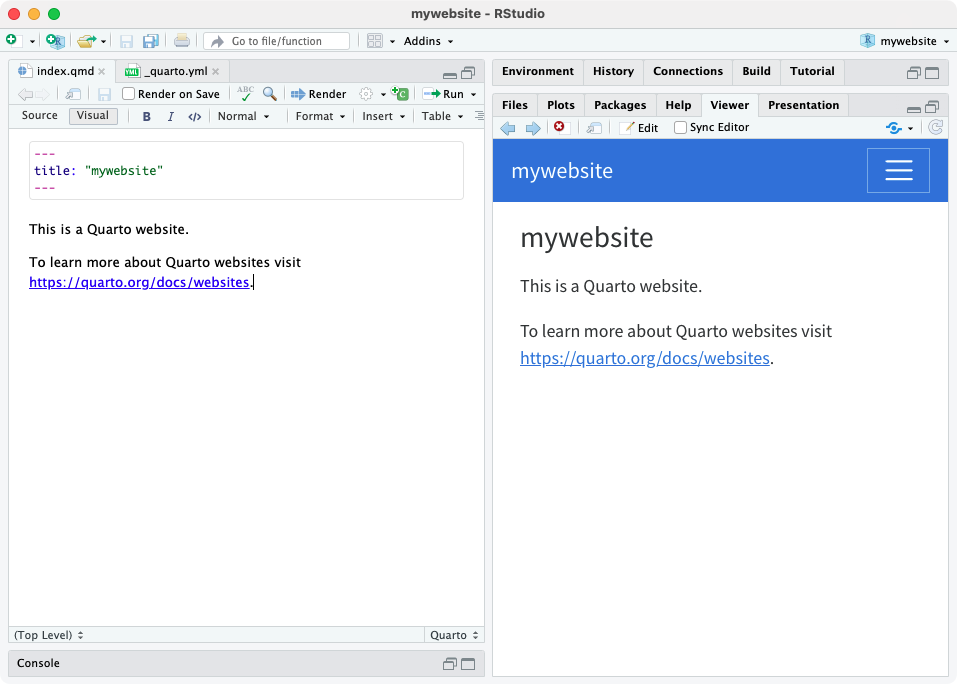 mywebsite - RStudio
Go to file/function
Addins
mywebsite
index.qmd
_quarto.yml
Render on Save
ABC
Render
Run
Source
Visual
B
I
</>
Normal
Format
Insert
Table
---
title: "mywebsite"
---
This is a Quarto website.
To learn more about Quarto websites visit
https://quarto.org/docs/websites.
(Top Level)
Quarto
Console
Environment
History
Connections
Build
Tutorial
Files
Plots
Packages
Help
Viewer
Presentation
Edit
Sync Editor
mywebsite
mywebsite
This is a Quarto website.
To learn more about Quarto websites visit
https://quarto.org/docs/websites.